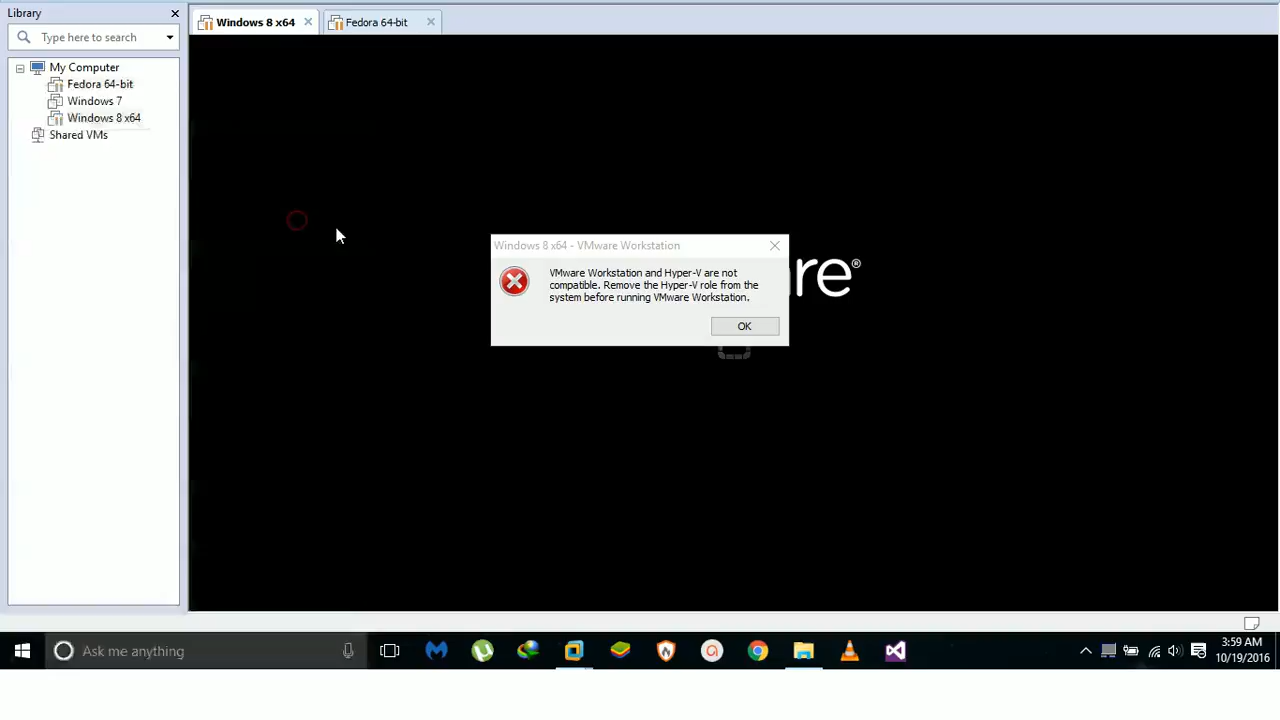 Library
Windows 8 x64
Fedora 64-bit
Type here to search
My Computer
Fedora 64-bit
Windows 7
Windows 8 x64
Shared VMs
Windows 8 x64 - VMware Workstation
VMware Workstation and Hyper-V are not
compatible. Remove the Hyper-V role from the
system before running VMware Workstation.
OK
re®
Ask me anything
3:59 AM
10/19/2016